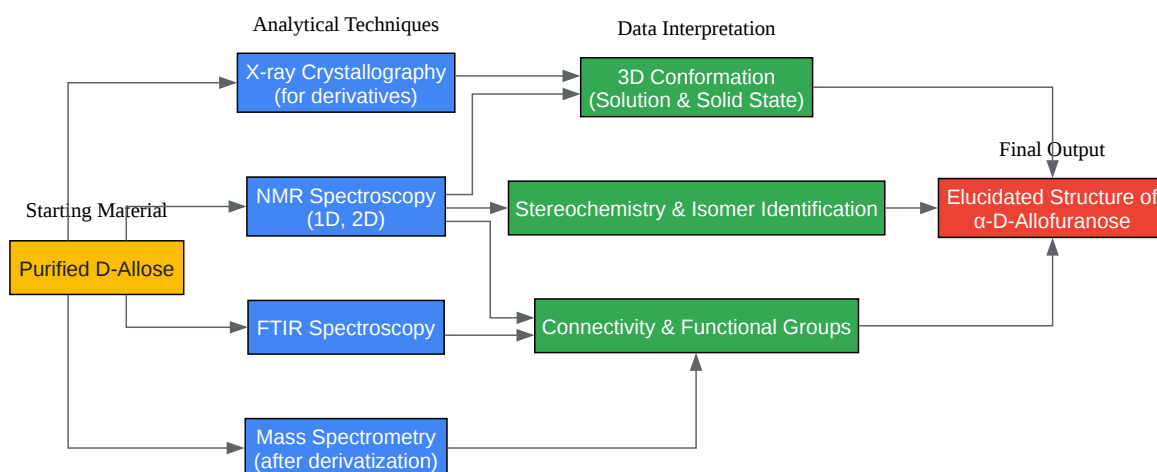 Analytical Techniques
Data Interpretation
X-ray Crystallography
(for derivatives)
3D Conformation
(Solution & Solid State)
Final Output
NMR Spectroscopy
(1D, 2D)
Stereochemistry & Isomer Identification
Elucidated Structure of
α-D-Allofuranose
Starting Material
Purified D-Allose
FTIR Spectroscopy
Connectivity & Functional Groups
Mass Spectrometry
(after derivatization)